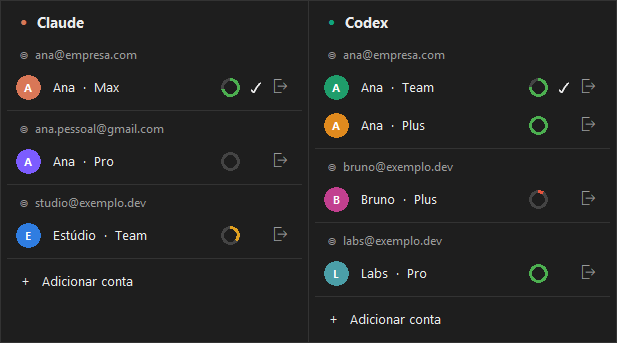 Claude
ana@empresa.com
A Ana · Max
ana.pessoal@gmail.com
A Ana · Pro
studio@exemplo.dev
E Estúdio · Team
+ Adicionar conta
Codex
ana@empresa.com
A Ana · Team
A Ana · Plus
bruno@exemplo.dev
B Bruno · Plus
labs@exemplo.dev
L Labs · Pro
+ Adicionar conta